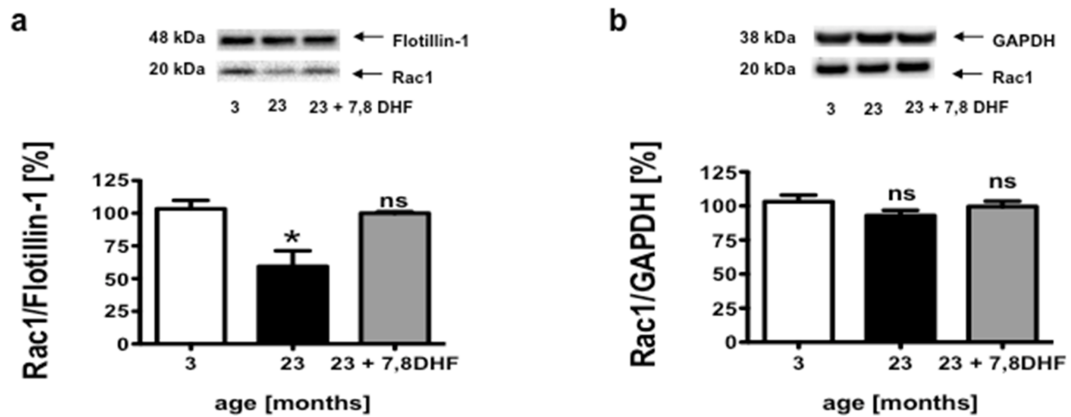 a
48 kDa Flotillin-1
20 kDa Rac1
3 23 23 + 7,8 DHF
Rac1/Flotillin-1 [%]
125
100
75
50
25
0
*
ns
3 23 23 + 7,8DHF
age [months]
b
38 kDa GAPDH
20 kDa Rac1
3 23 23 + 7,8 DHF
Rac1/GAPDH [%]
125
100
75
50
25
0
ns
ns
3 23 23 + 7,8DHF
age [months]